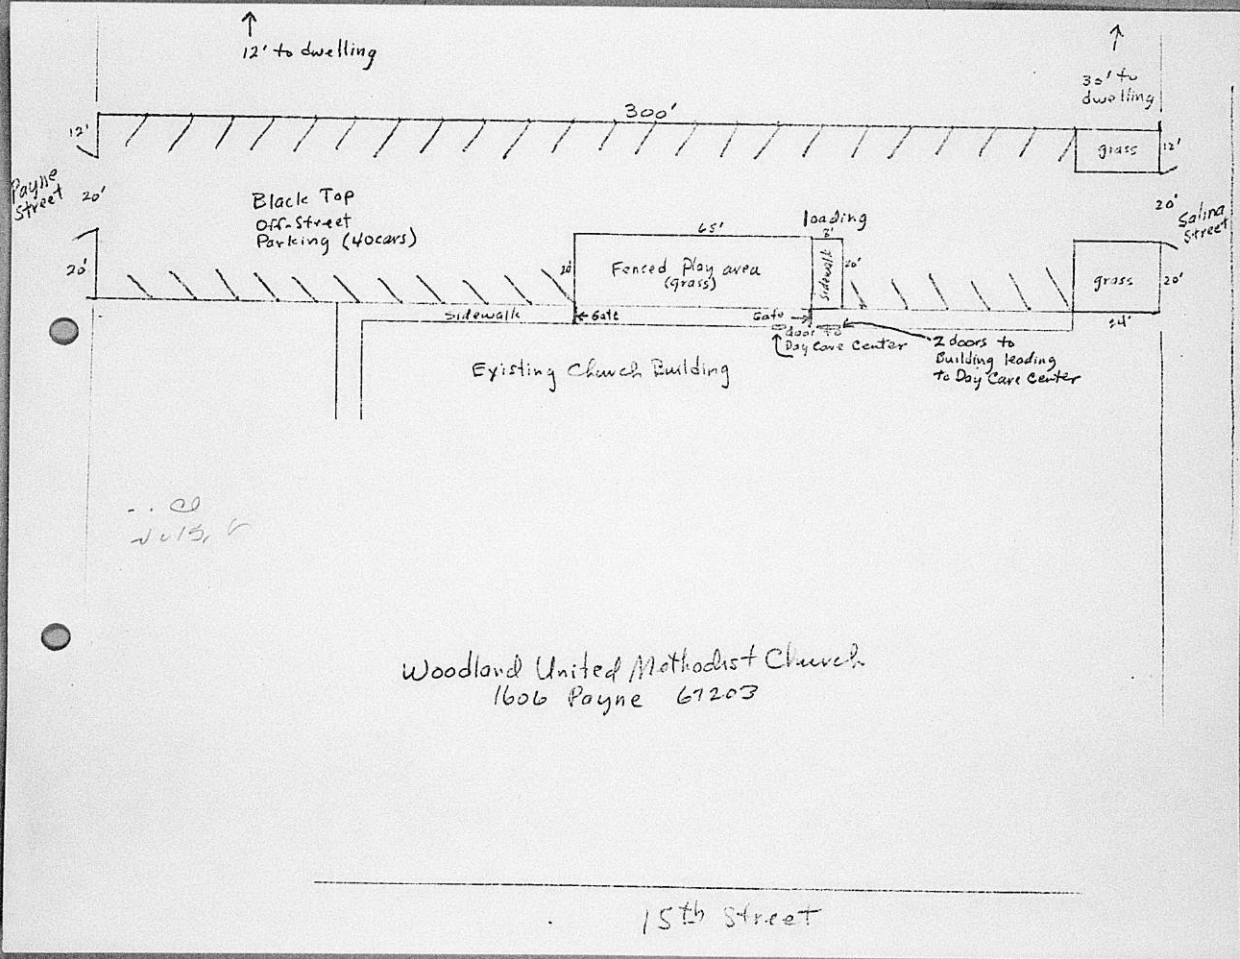 12' to dwelling
30' to
dwelling
300'
12'
grass
12'
Payne
Street
20'
20'
Black Top
Off-Street
Parking (40cars)
65'
loading
8'
20'
Salina
Street
20'
20'
Fenced Play area
(grass)
Sidewalk
20'
grass
20'
24'
Sidewalk
Gate
Gate
door to
Day Care Center
2 doors to
Building leading
to Day Care Center
Existing Church Building
Woodland United Methodist Church
1606 Payne 67203
15th Street